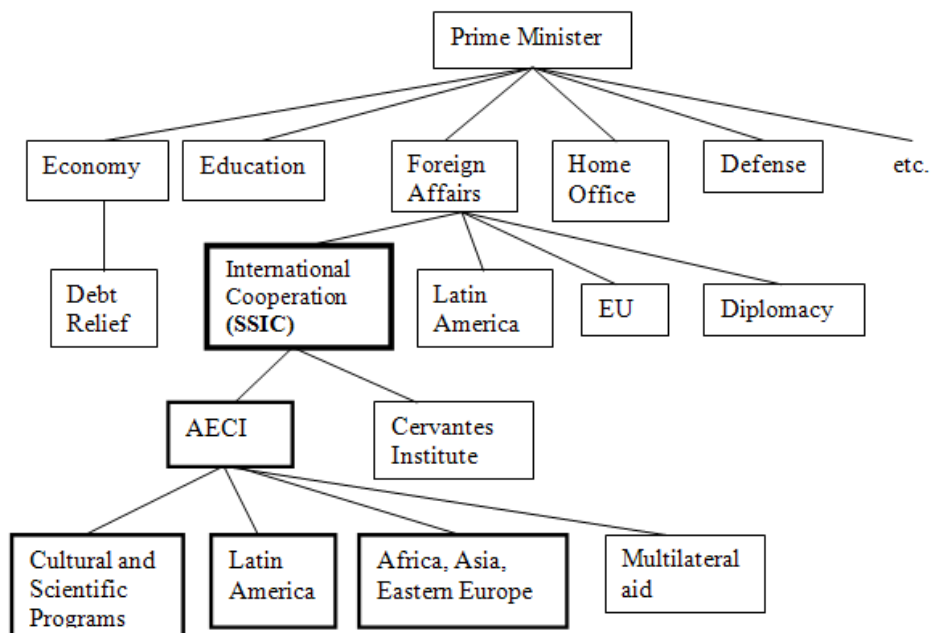 Prime Minister
Economy
Education
Foreign
Affairs
Home
Office
Defense
etc.
Debt
Relief
International
Cooperation
(SSIC)
Latin
America
EU
Diplomacy
AECI
Cervantes
Institute
Cultural and
Scientific
Programs
Latin
America
Africa, Asia,
Eastern Europe
Multilateral
aid